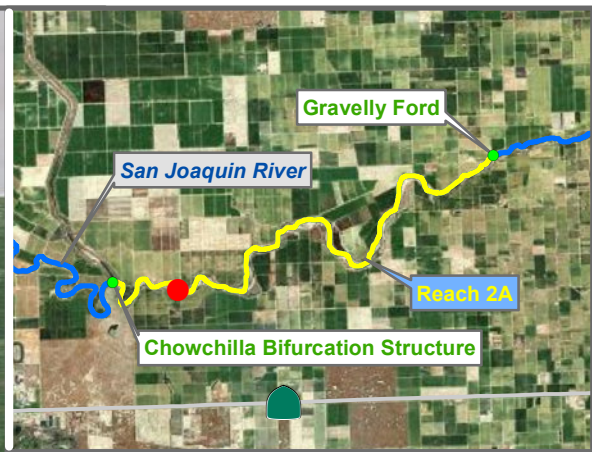 Gravelly Ford
San Joaquin River
Reach 2A
Chowchilla Bifurcation Structure